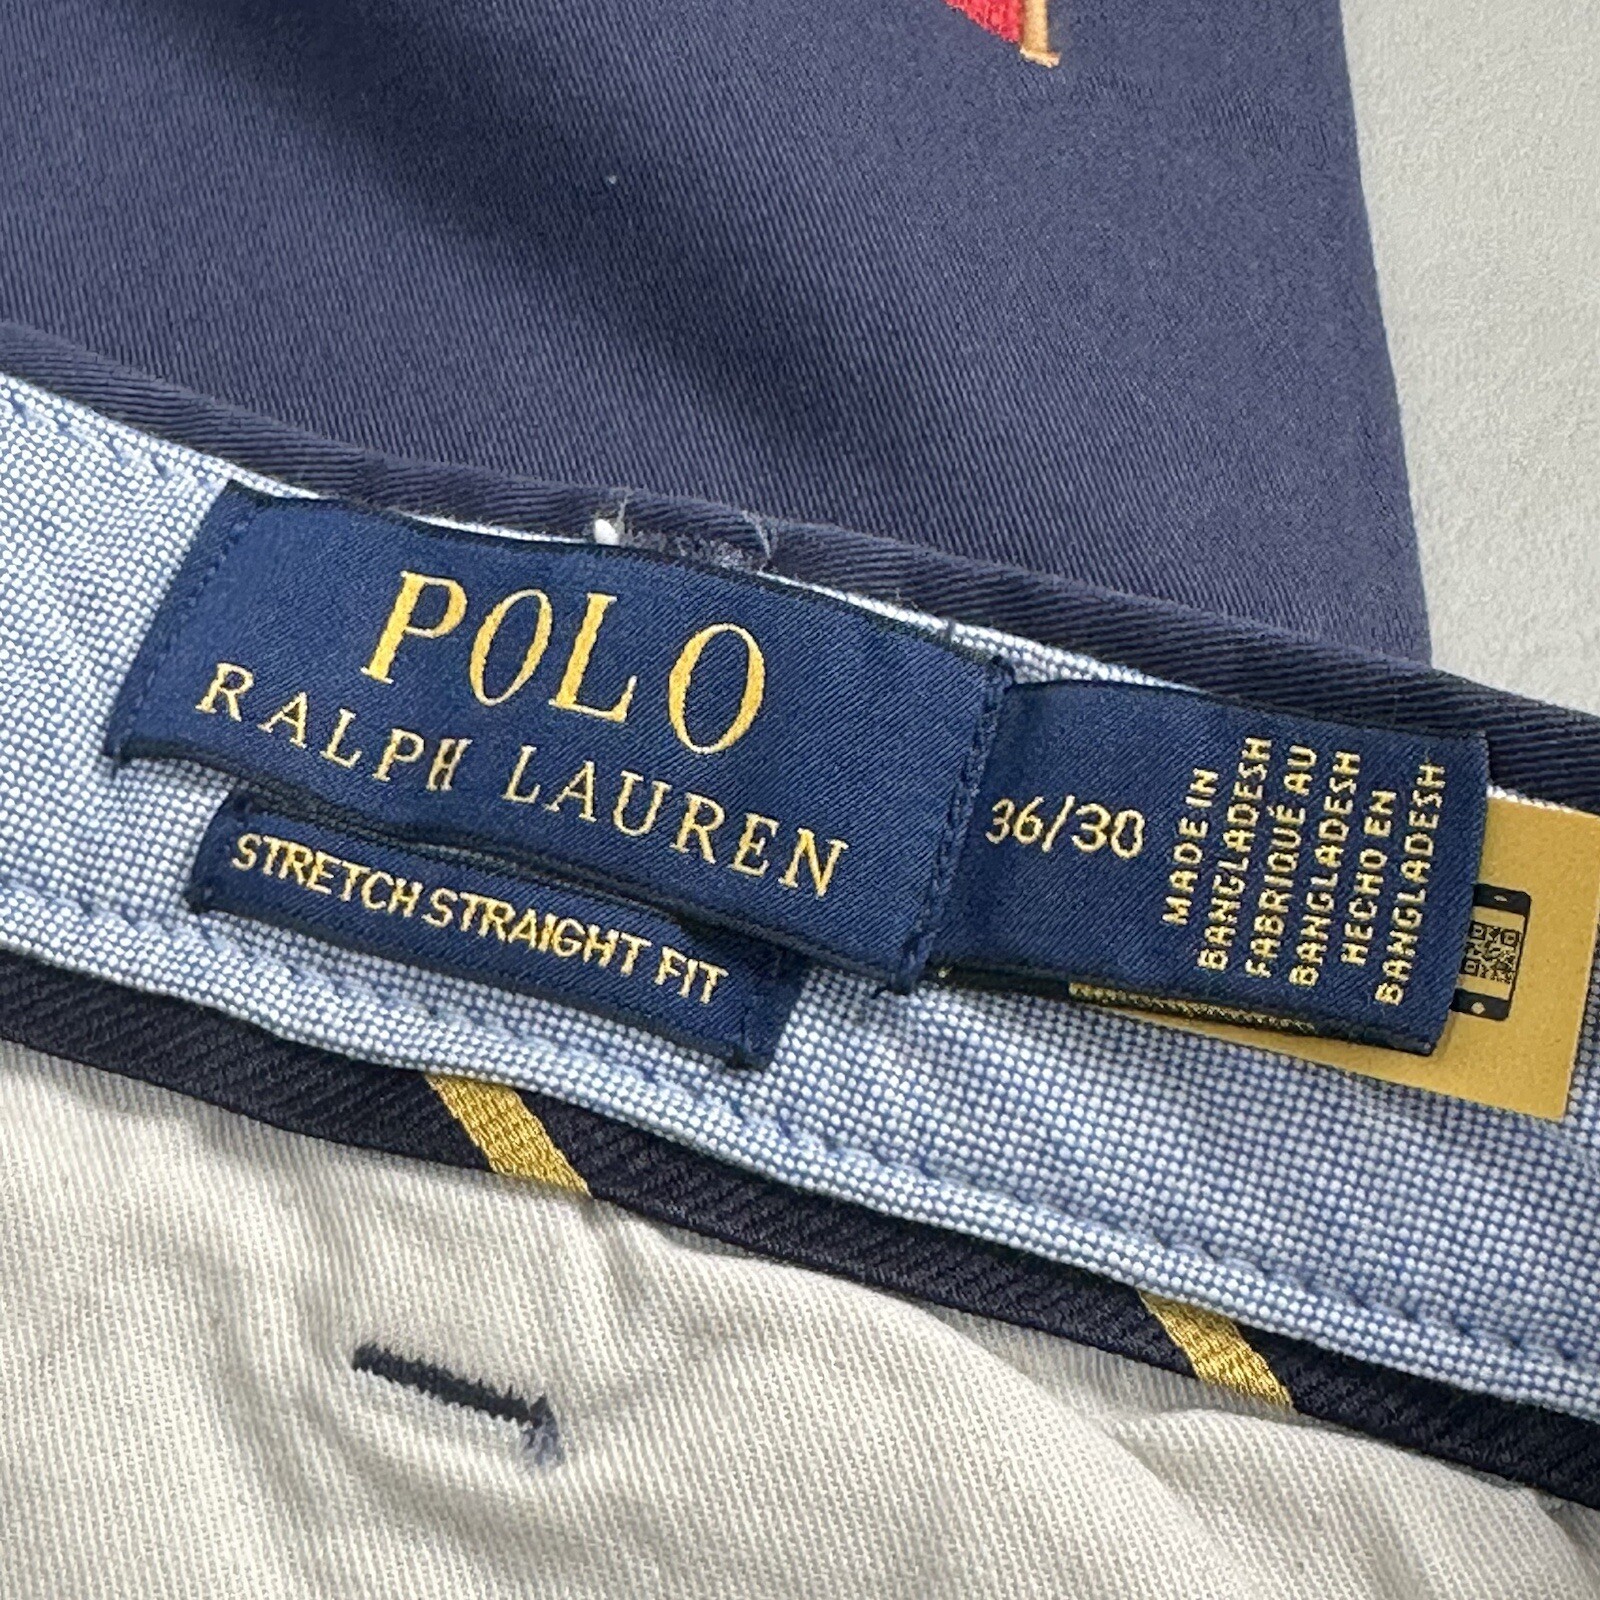 POLO
RALPH LAUREN
STRETCH STRAIGHT FIT
36/30
MADE IN
BANGLADESH
FABRIQUÉ AU
BANGLADESH
HECHO EN
BANGLADESH